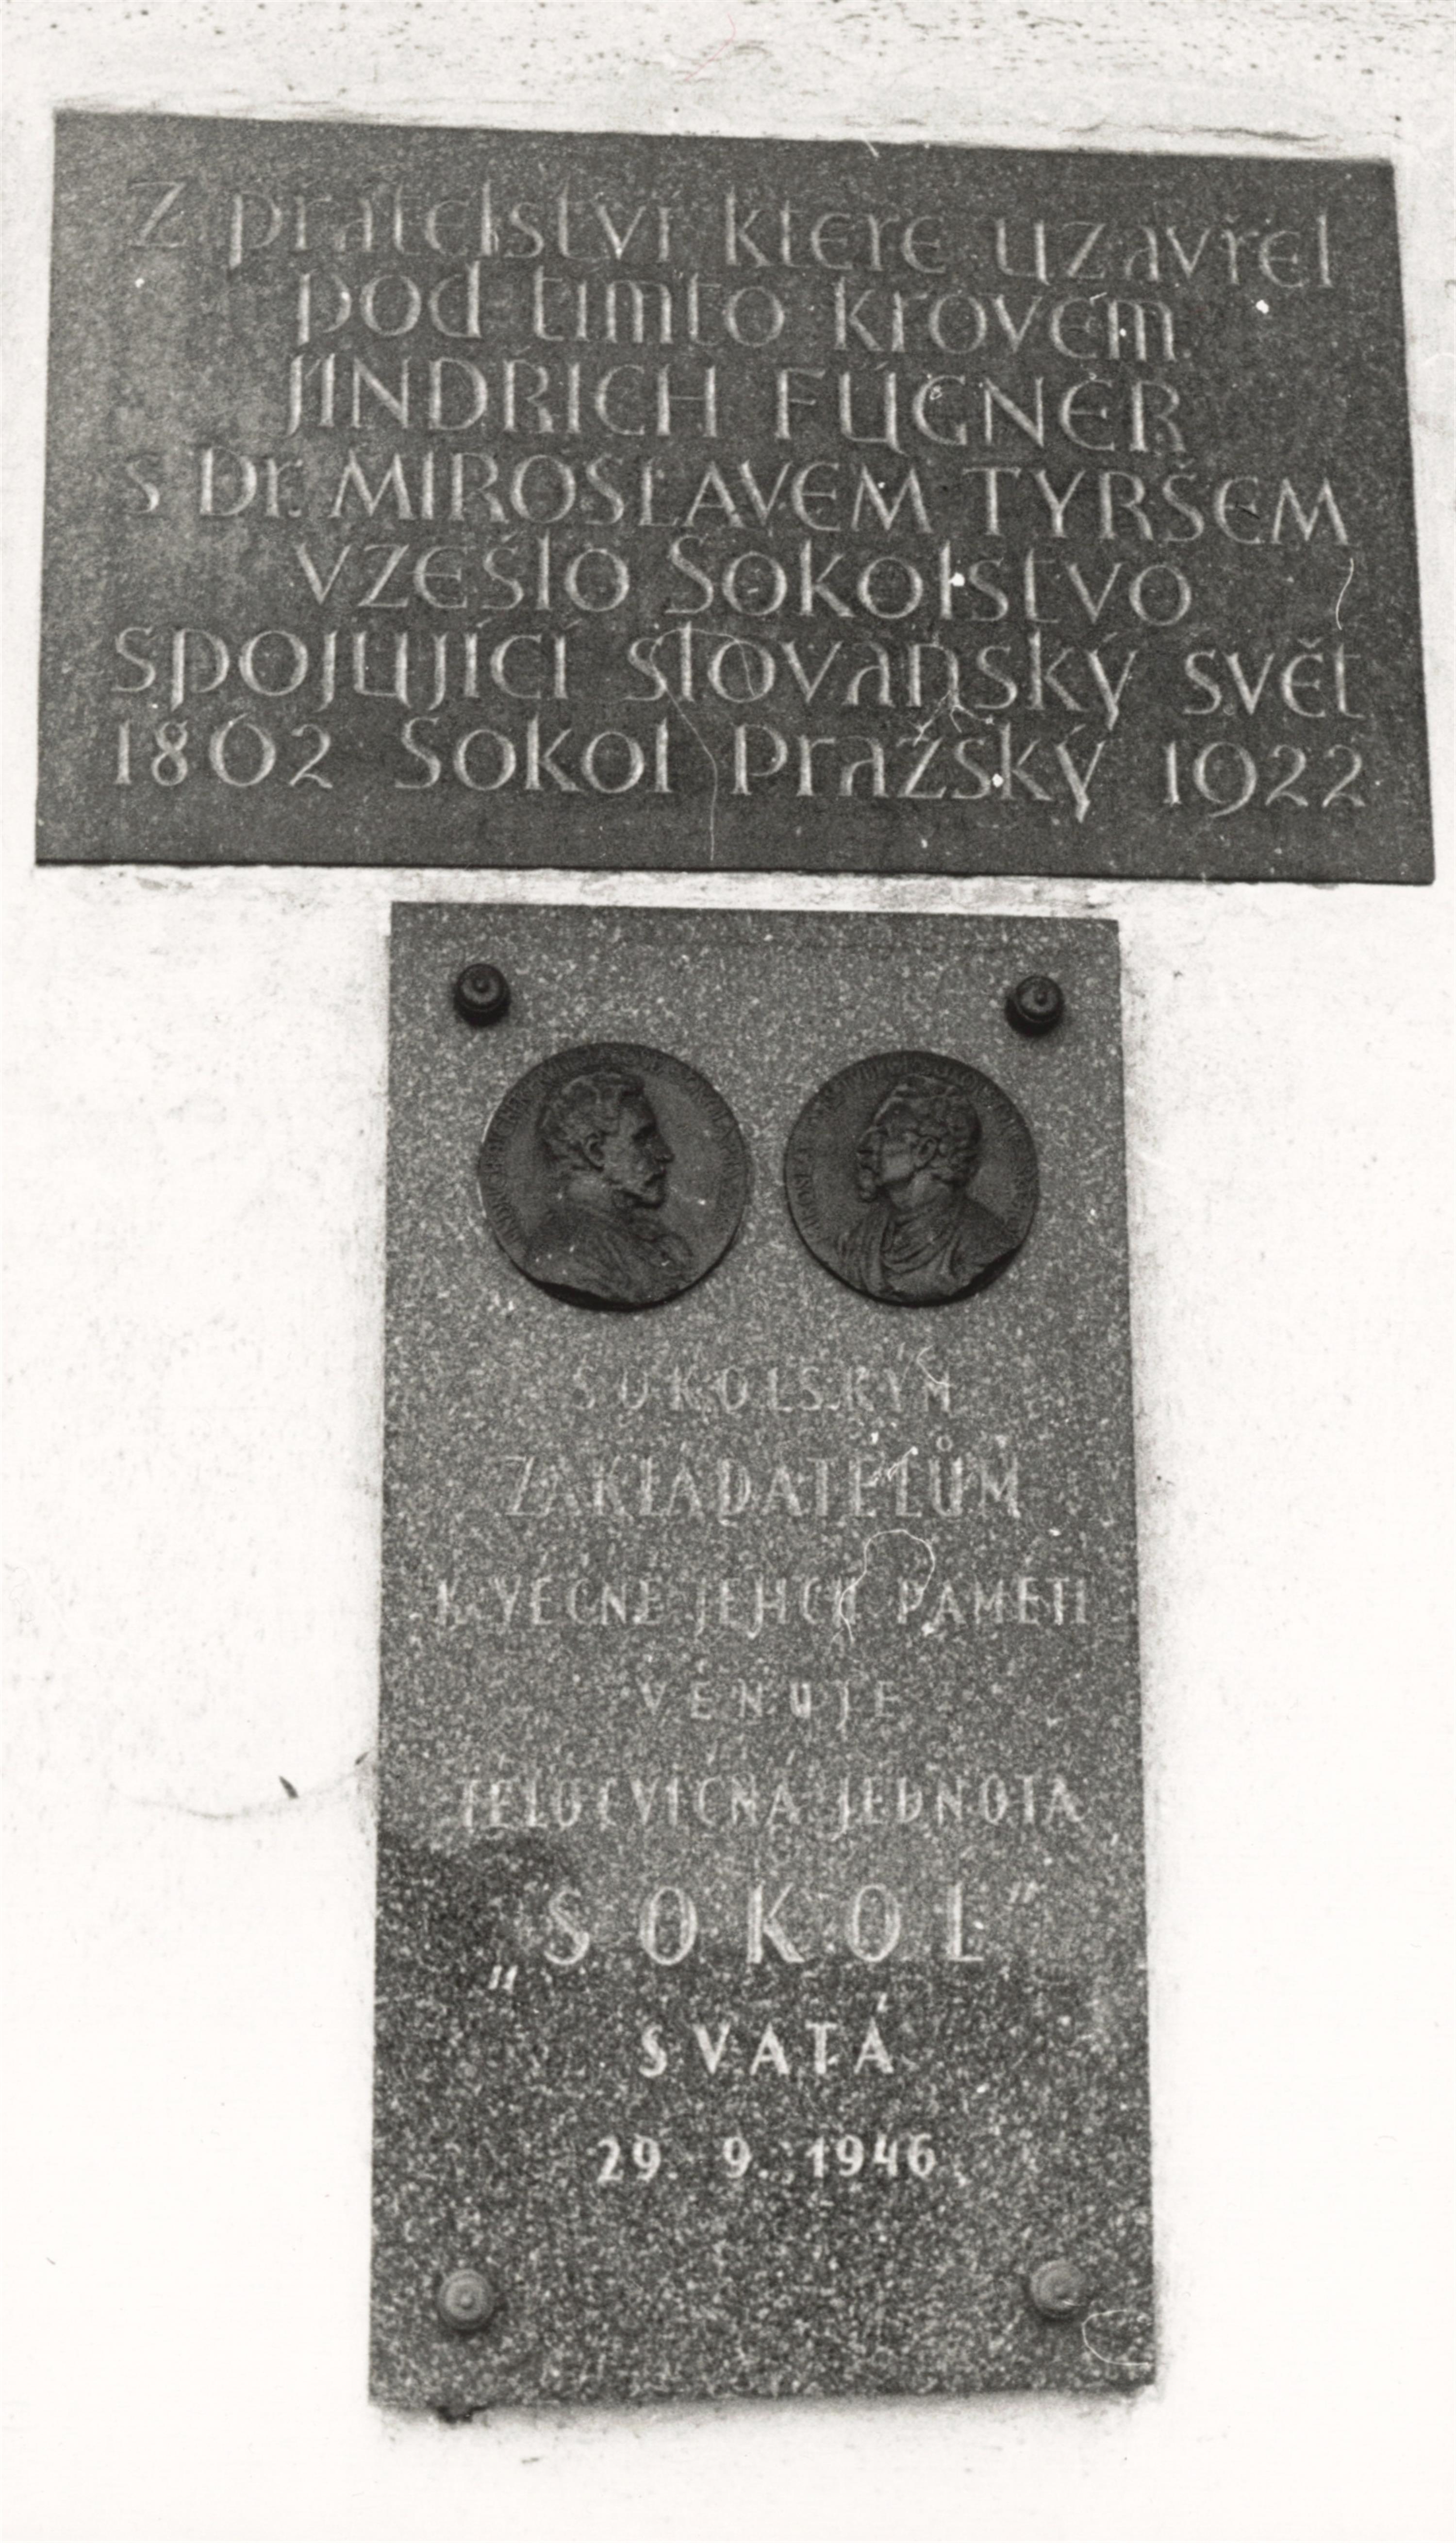 Z přátelství které uzavřel
pod tímto krovem
JINDŘICH FÜGNER
s Dr. MIROSLAVEM TYRŠEM
vzešlo Sokolstvo
spojující slovanský svět
1862 Sokol Pražský 1922
SOKOLSKÝM
ZAKLADATELŮM
K VĚČNÉ JEJICH PAMĚTI
VĚNUJE
TĚLOCVIČNÁ JEDNOTA
„SOKOL"
SVATÁ
29. 9. 1946